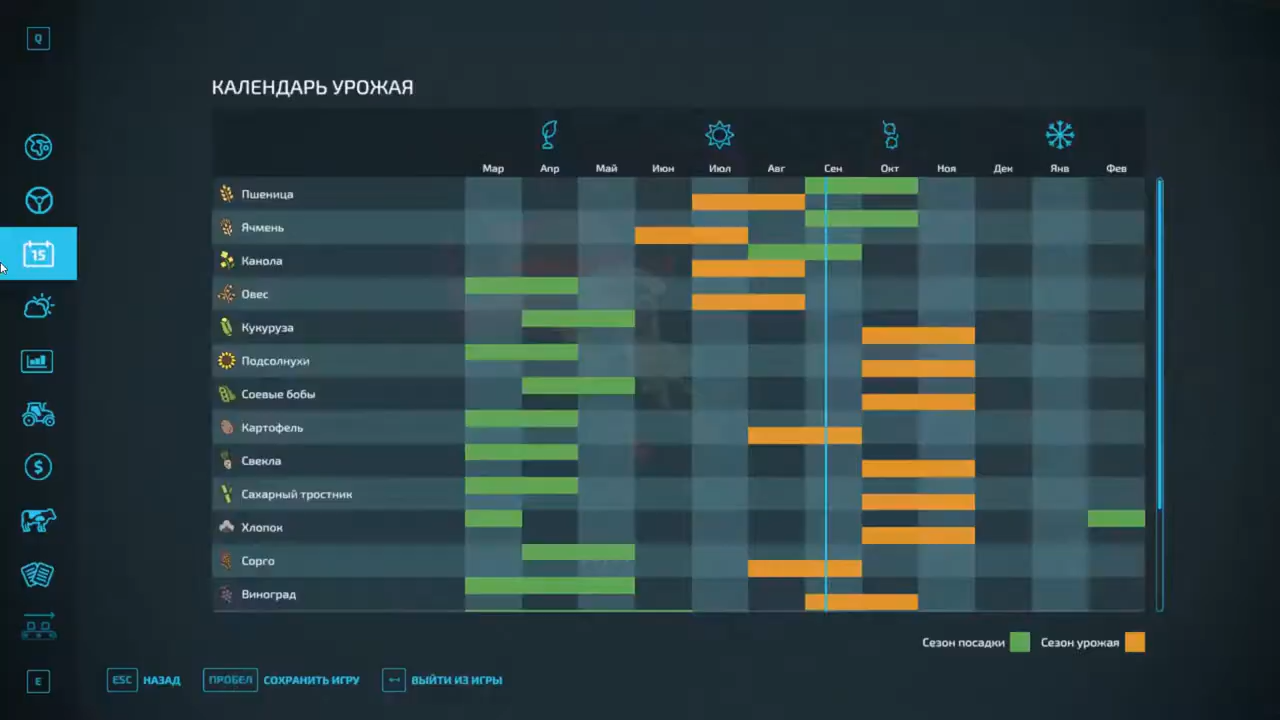 Q
КАЛЕНДАРЬ УРОЖАЯ
Мар Апр Май Июн Июл Авг Сен Окт Ноя Дек Янв Фев
Пшеница
Ячмень
15
Канола
Овес
Кукуруза
Подсолнухи
Соевые бобы
Картофель
Свекла
$
Сахарный тростник
Хлопок
Сорго
Виноград
Сезон посадки Сезон урожая
E
ESC НАЗАД ПРОБЕЛ СОХРАНИТЬ ИГРУ ВЫЙТИ ИЗ ИГРЫ